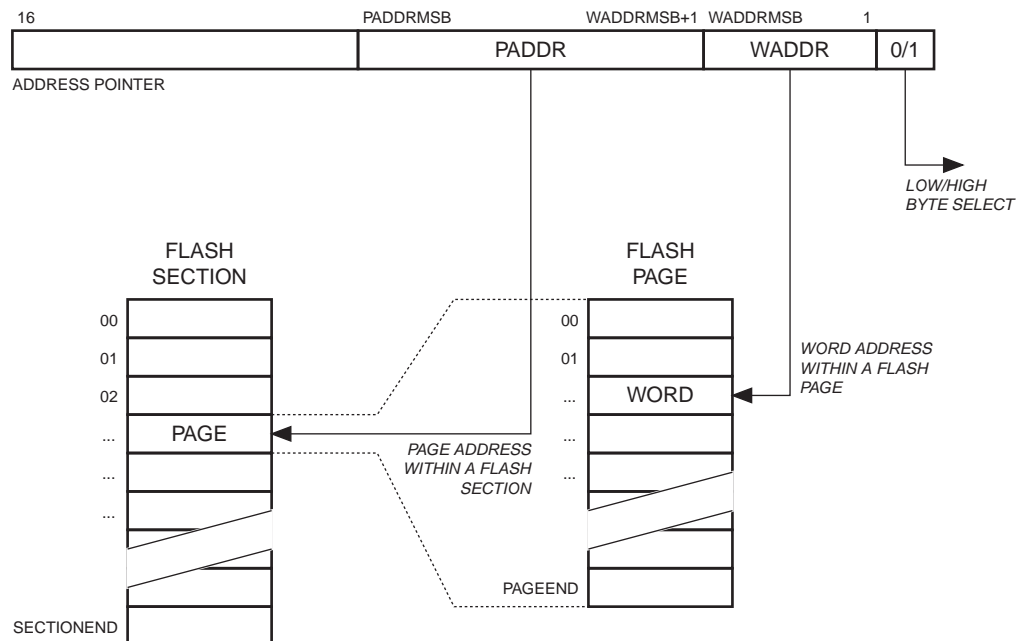 16 PADDRMSB WADDRMSB+1 WADDRMSB 1
PADDR WADDR 0/1
ADDRESS POINTER
LOW/HIGH
BYTE SELECT
FLASH
SECTION
FLASH
PAGE
00
01
02
...
PAGE
...
...
00
01
...
WORD
...
...
WORD ADDRESS
WITHIN A FLASH
PAGE
PAGE ADDRESS
WITHIN A FLASH
SECTION
PAGEEND
SECTIONEND